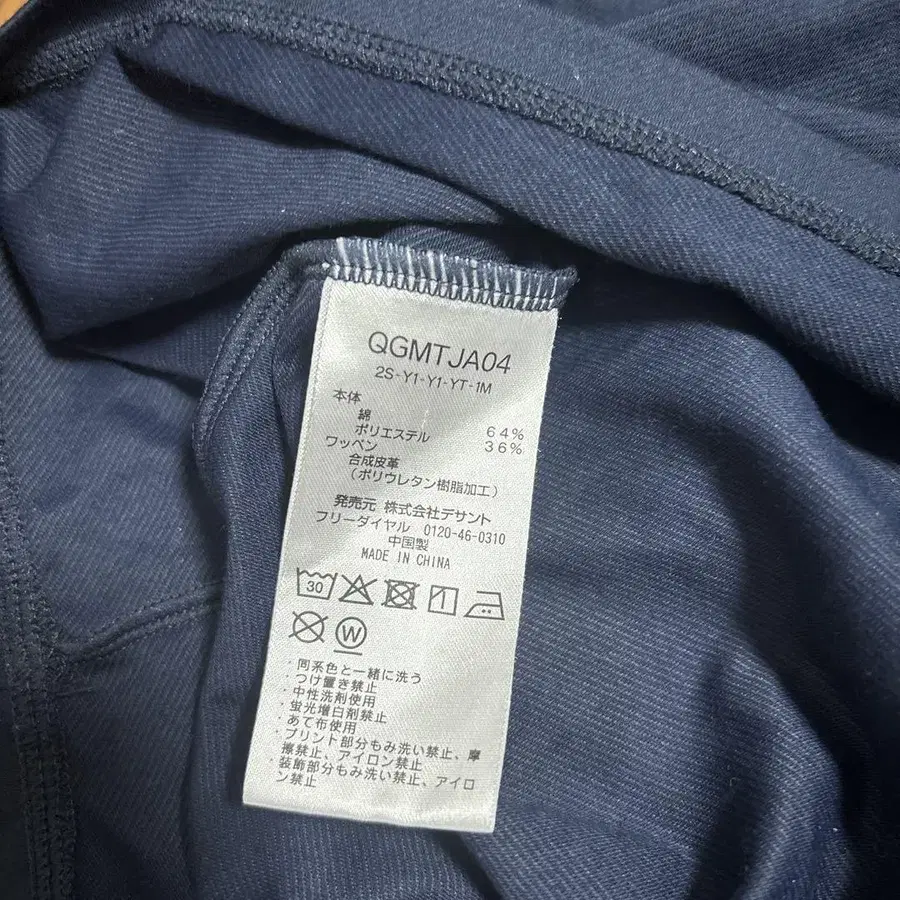 QGMTJA04
2S-Y1-Y1-YT-1M
本体
綿 64%
ポリエステル 36%
ワッペン
合成皮革
(ポリウレタン樹脂加工)
発売元 株式会社デサント
フリーダイヤル 0120-46-0310
中国製
MADE IN CHINA
30
W
・同系色と一緒に洗う
・つけ置き禁止
・中性洗剤使用
・蛍光増白剤禁止
・あて布使用
・プリント部分もみ洗い禁止、摩
擦禁止、アイロン禁止
・装飾部分もみ洗い禁止、アイロ
ン禁止